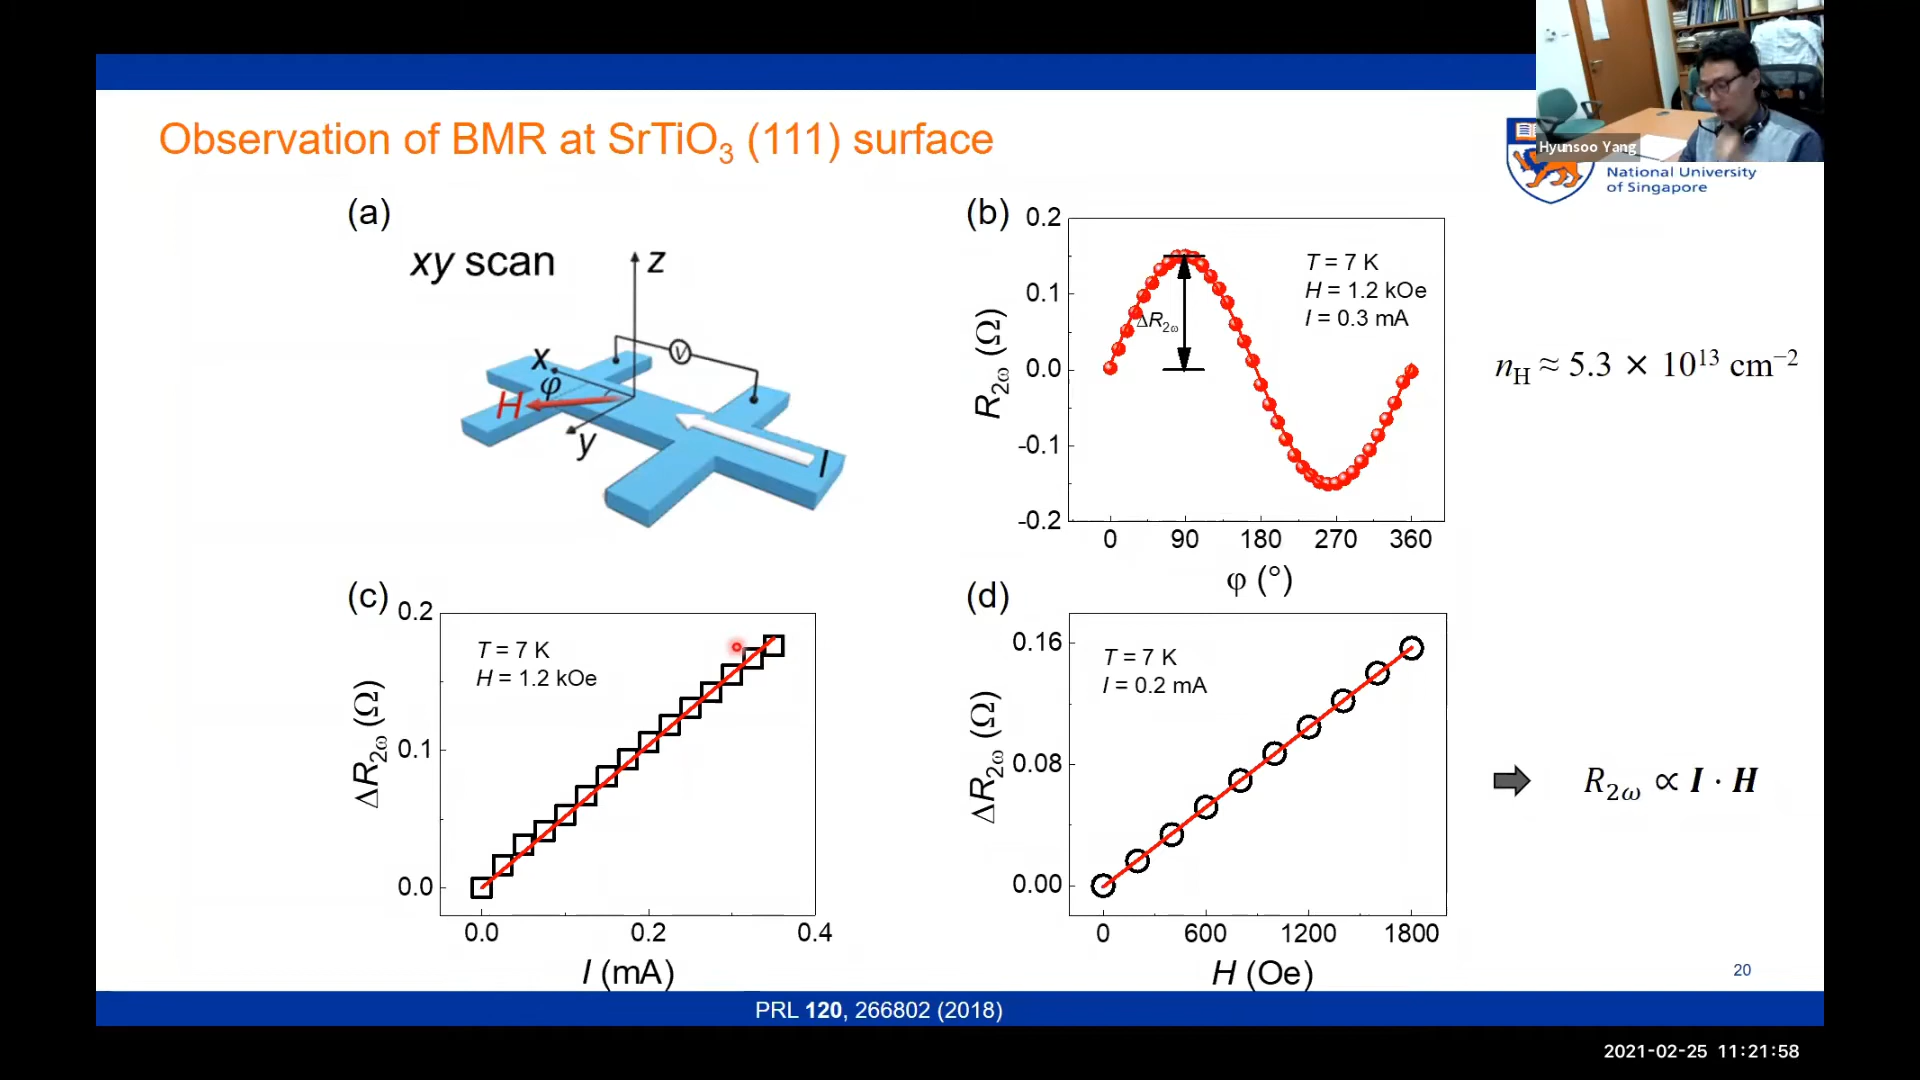 Hyunsoo Yang
Observation of BMR at SrTiO₃ (111) surface
National University
of Singapore
(a)
xy scan
z
V
x
φ
H
y
I
(b)
0.2
0.1
0.0
-0.1
-0.2
R₂ω (Ω)
T = 7 K
H = 1.2 kOe
I = 0.3 mA
ΔR₂ω
0 90 180 270 360
φ (°)
n_H ≈ 5.3 × 10¹³ cm⁻²
(c)
0.2
0.1
0.0
ΔR₂ω (Ω)
T = 7 K
H = 1.2 kOe
0.0 0.2 0.4
I (mA)
(d)
0.16
0.08
0.00
ΔR₂ω (Ω)
T = 7 K
I = 0.2 mA
0 600 1200 1800
H (Oe)
R₂ω ∝ I · H
20
PRL 120, 266802 (2018)
2021-02-25 11:21:58